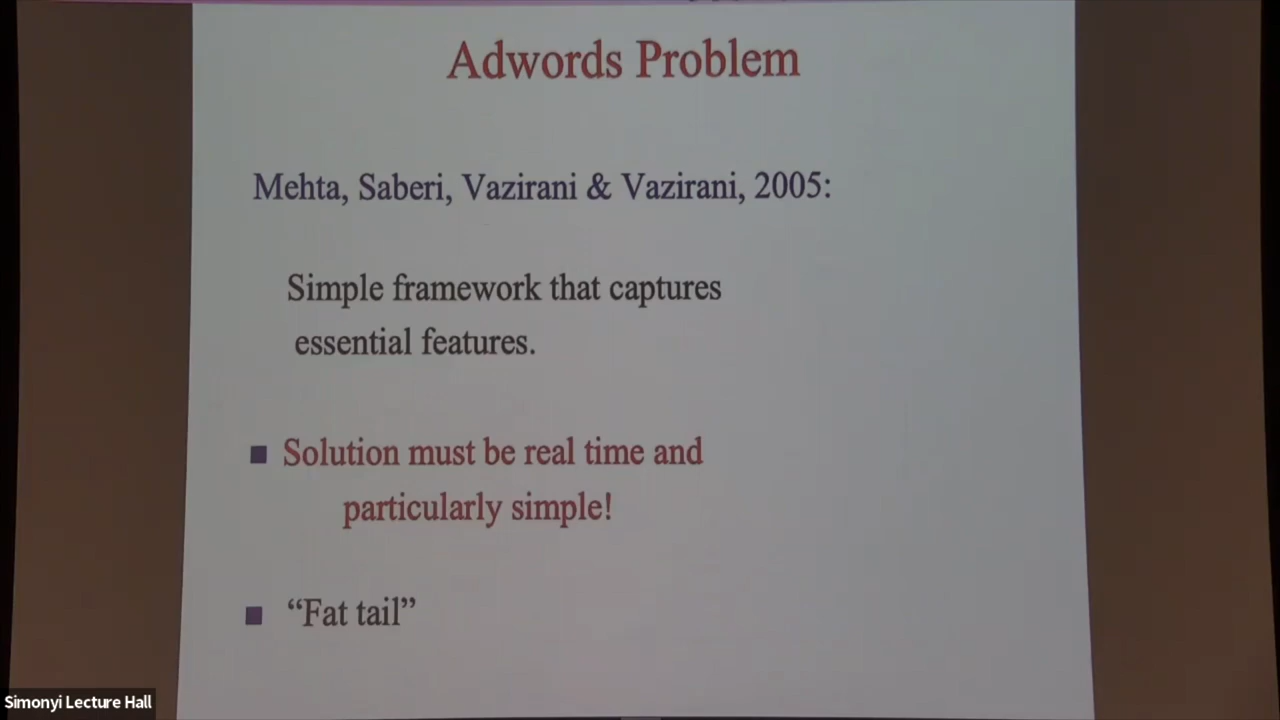 Adwords Problem
Mehta, Saberi, Vazirani & Vazirani, 2005:
Simple framework that captures
essential features.
■ Solution must be real time and
particularly simple!
■ “Fat tail”
Simonyi Lecture Hall